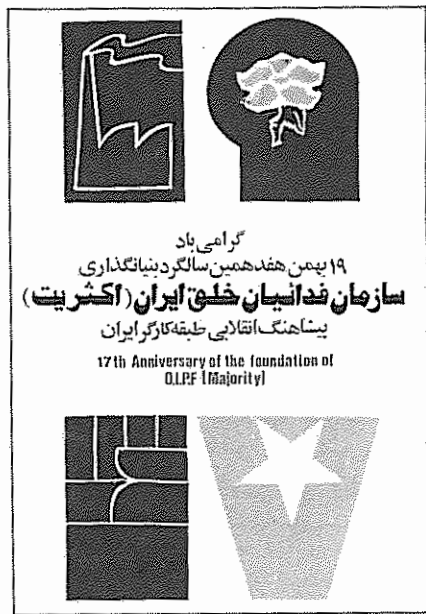 گرامی باد
۱۹ بهمن هفدهمین سالگرد بنیانگذاری
سازمان فدائیان خلق ایران (اکثریت)
پیشاهنگ انقلابی طبقه کارگر ایران
17th Anniversary of the foundation of
O.I.P.F (Majority)